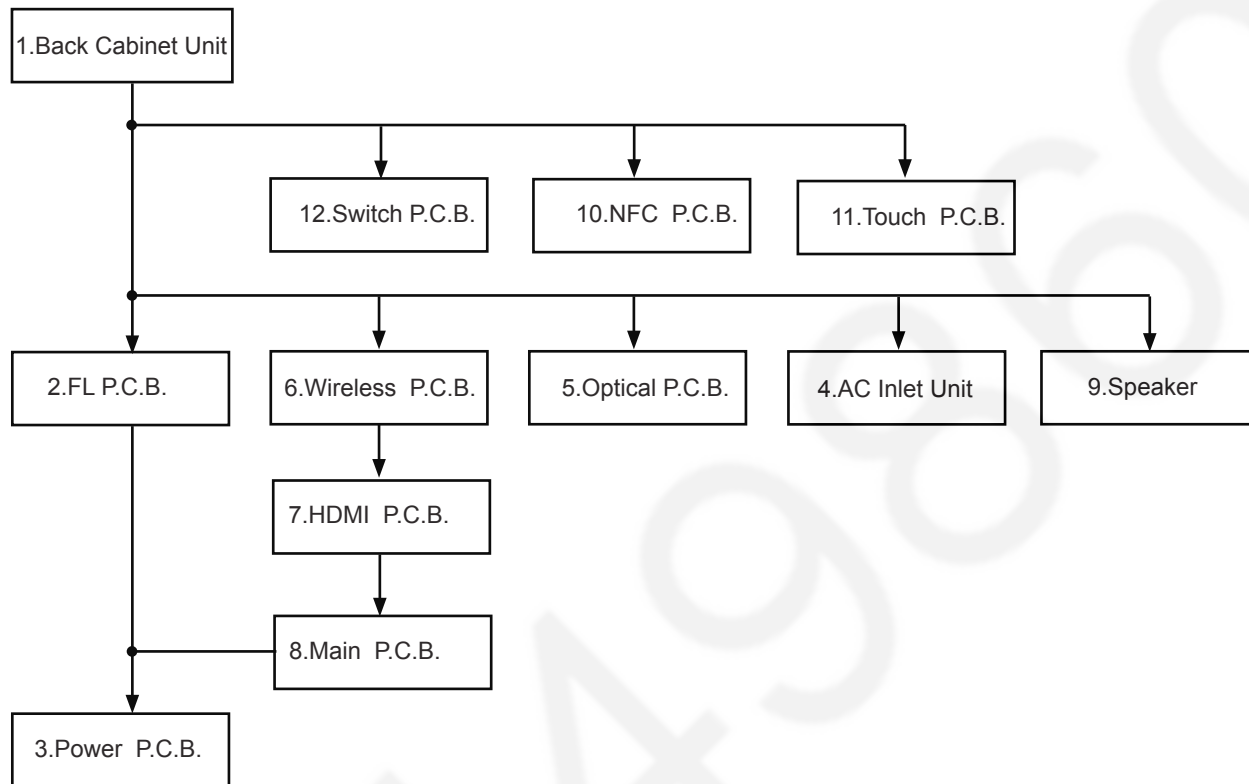 1.Back Cabinet Unit
12.Switch P.C.B.
10.NFC P.C.B.
11.Touch P.C.B.
2.FL P.C.B.
6.Wireless P.C.B.
5.Optical P.C.B.
4.AC Inlet Unit
9.Speaker
7.HDMI P.C.B.
8.Main P.C.B.
3.Power P.C.B.